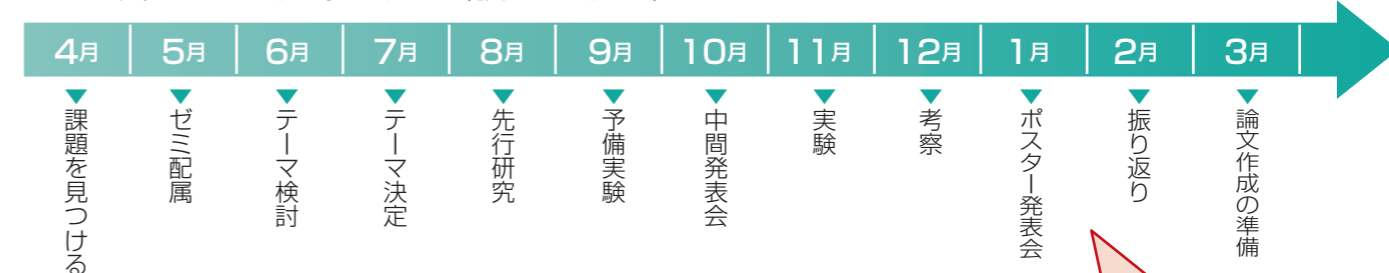 4月
5月
6月
7月
8月
9月
10月
11月
12月
1月
2月
3月
課題を見つける
ゼミ配属
テーマ検討
テーマ決定
先行研究
予備実験
中間発表会
実験
考察
ポスター発表会
振り返り
論文作成の準備